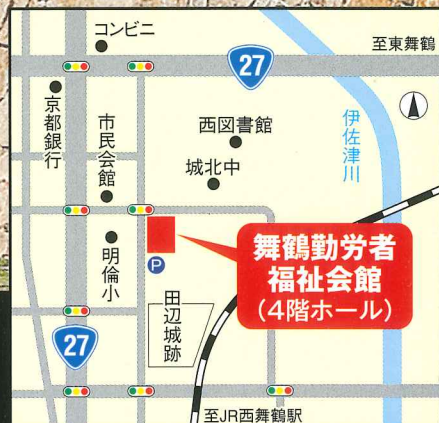 コンビニ
27
至東舞鶴
京都銀行
市民会館
西図書館
城北中
伊佐津川
明倫小
P
舞鶴勤労者
福祉会館
(4階ホール)
田辺城跡
27
至JR西舞鶴駅